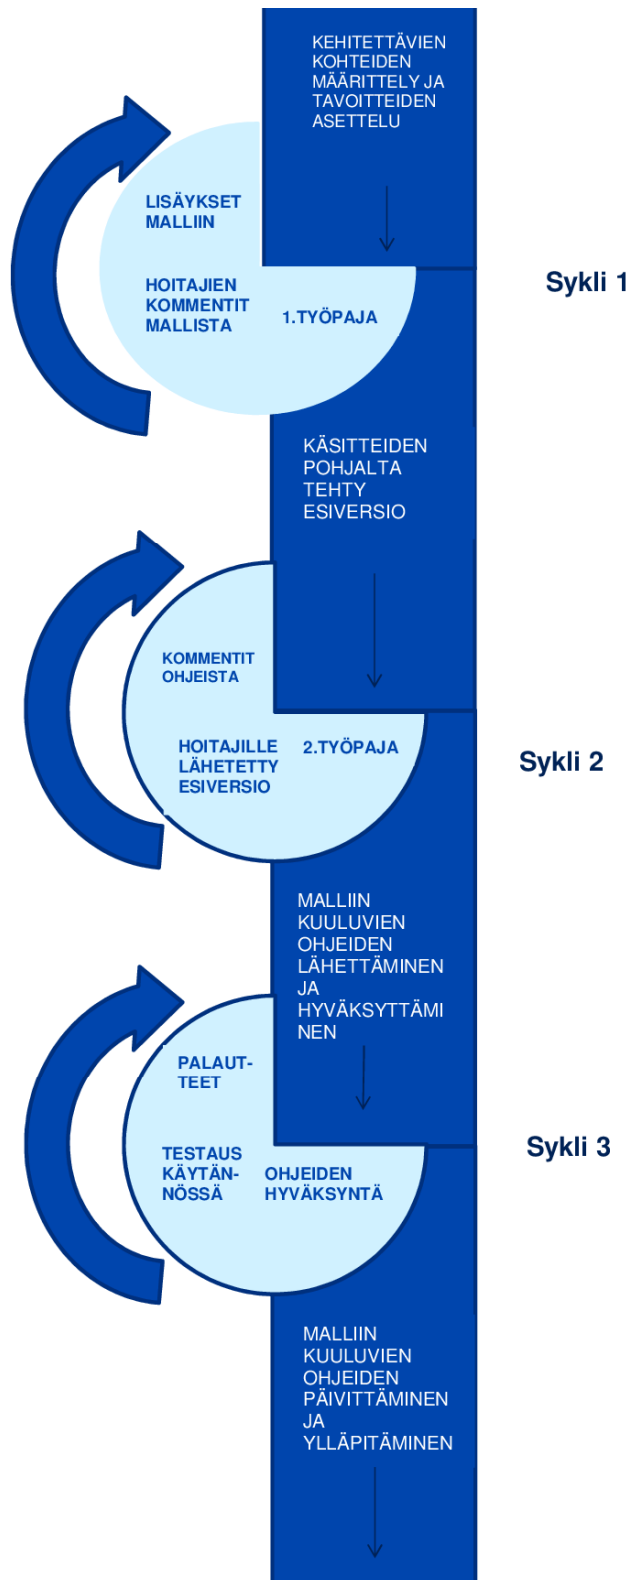 KEHITETTÄVIEN
KOHTEIDEN
MÄÄRITTELY JA
TAVOITTEIDEN
ASETTELU
LISÄYKSET
MALLIIN
HOITAJIEN
KOMMENTIT
MALLISTA
1.TYÖPAJA
Sykli 1
KÄSITTEIDEN
POHJALTA
TEHTY
ESIVERSIO
KOMMENTIT
OHJEISTA
HOITAJILLE
LÄHETETTY
ESIVERSIO
2.TYÖPAJA
Sykli 2
MALLIIN
KUULUVIEN
OHJEIDEN
LÄHETTÄMINEN
JA
HYVÄKSYTTÄMI
NEN
PALAUT-
TEET
TESTAUS
KÄYTÄN-
NÖSSÄ
OHJEIDEN
HYVÄKSYNTÄ
Sykli 3
MALLIIN
KUULUVIEN
OHJEIDEN
PÄIVITTÄMINEN
JA
YLLÄPITÄMINEN